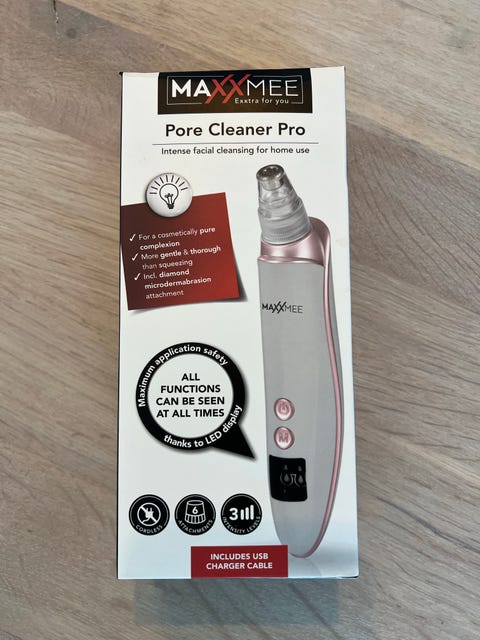 MAXXMEE
Exxtra for you
Pore Cleaner Pro
Intense facial cleansing for home use
✓ For a cosmetically pure
complexion
✓ More gentle & thorough
than squeezing
✓ Incl. diamond
microdermabrasion
attachment
MAXXMEE
Maximum application safety
ALL
FUNCTIONS
CAN BE SEEN
AT ALL TIMES
thanks to LED display
M
CORDLESS
6
ATTACHMENTS
3
INTENSITY LEVELS
INCLUDES USB
CHARGER CABLE